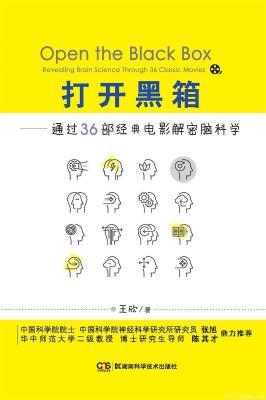 Open the Black Box
Revealing Brain Science Through 36 Classic Movies
打开黑箱
——通过36部经典电影解密脑科学
王欣/著
中国科学院院士 中国科学院神经科学研究所研究员 张旭
华中师范大学二级教授 博士研究生导师 陈其才
鼎力推荐
湖南科学技术出版社